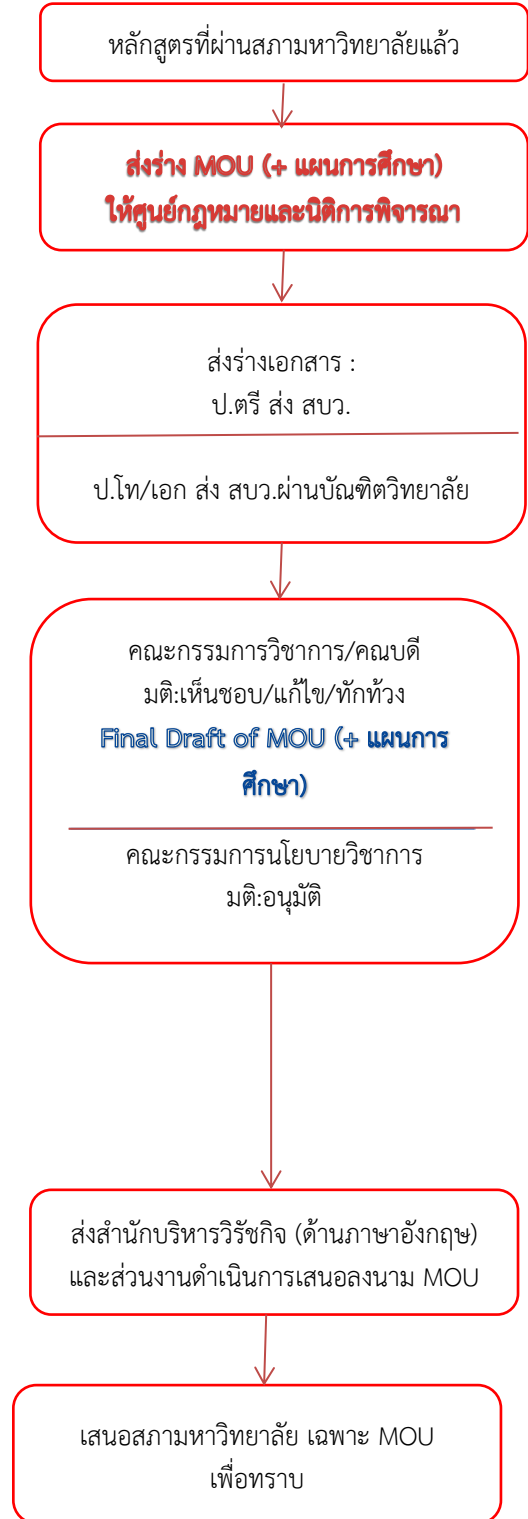 หลักสูตรที่ผ่านสภามหาวิทยาลัยแล้ว
ส่งร่าง MOU (+ แผนการศึกษา)
ให้ศูนย์กฎหมายและนิติการพิจารณา
ส่งร่างเอกสาร :
ป.ตรี ส่ง สบว.
ป.โท/เอก ส่ง สบว.ผ่านบัณฑิตวิทยาลัย
คณะกรรมการวิชาการ/คณบดี
มติ:เห็นชอบ/แก้ไข/ทักท้วง
Final Draft of MOU (+ แผนการ
ศึกษา)
คณะกรรมการนโยบายวิชาการ
มติ:อนุมัติ
ส่งสำนักบริหารวิรัชกิจ (ด้านภาษาอังกฤษ)
และส่วนงานดำเนินการเสนอลงนาม MOU
เสนอสภามหาวิทยาลัย เฉพาะ MOU
เพื่อทราบ